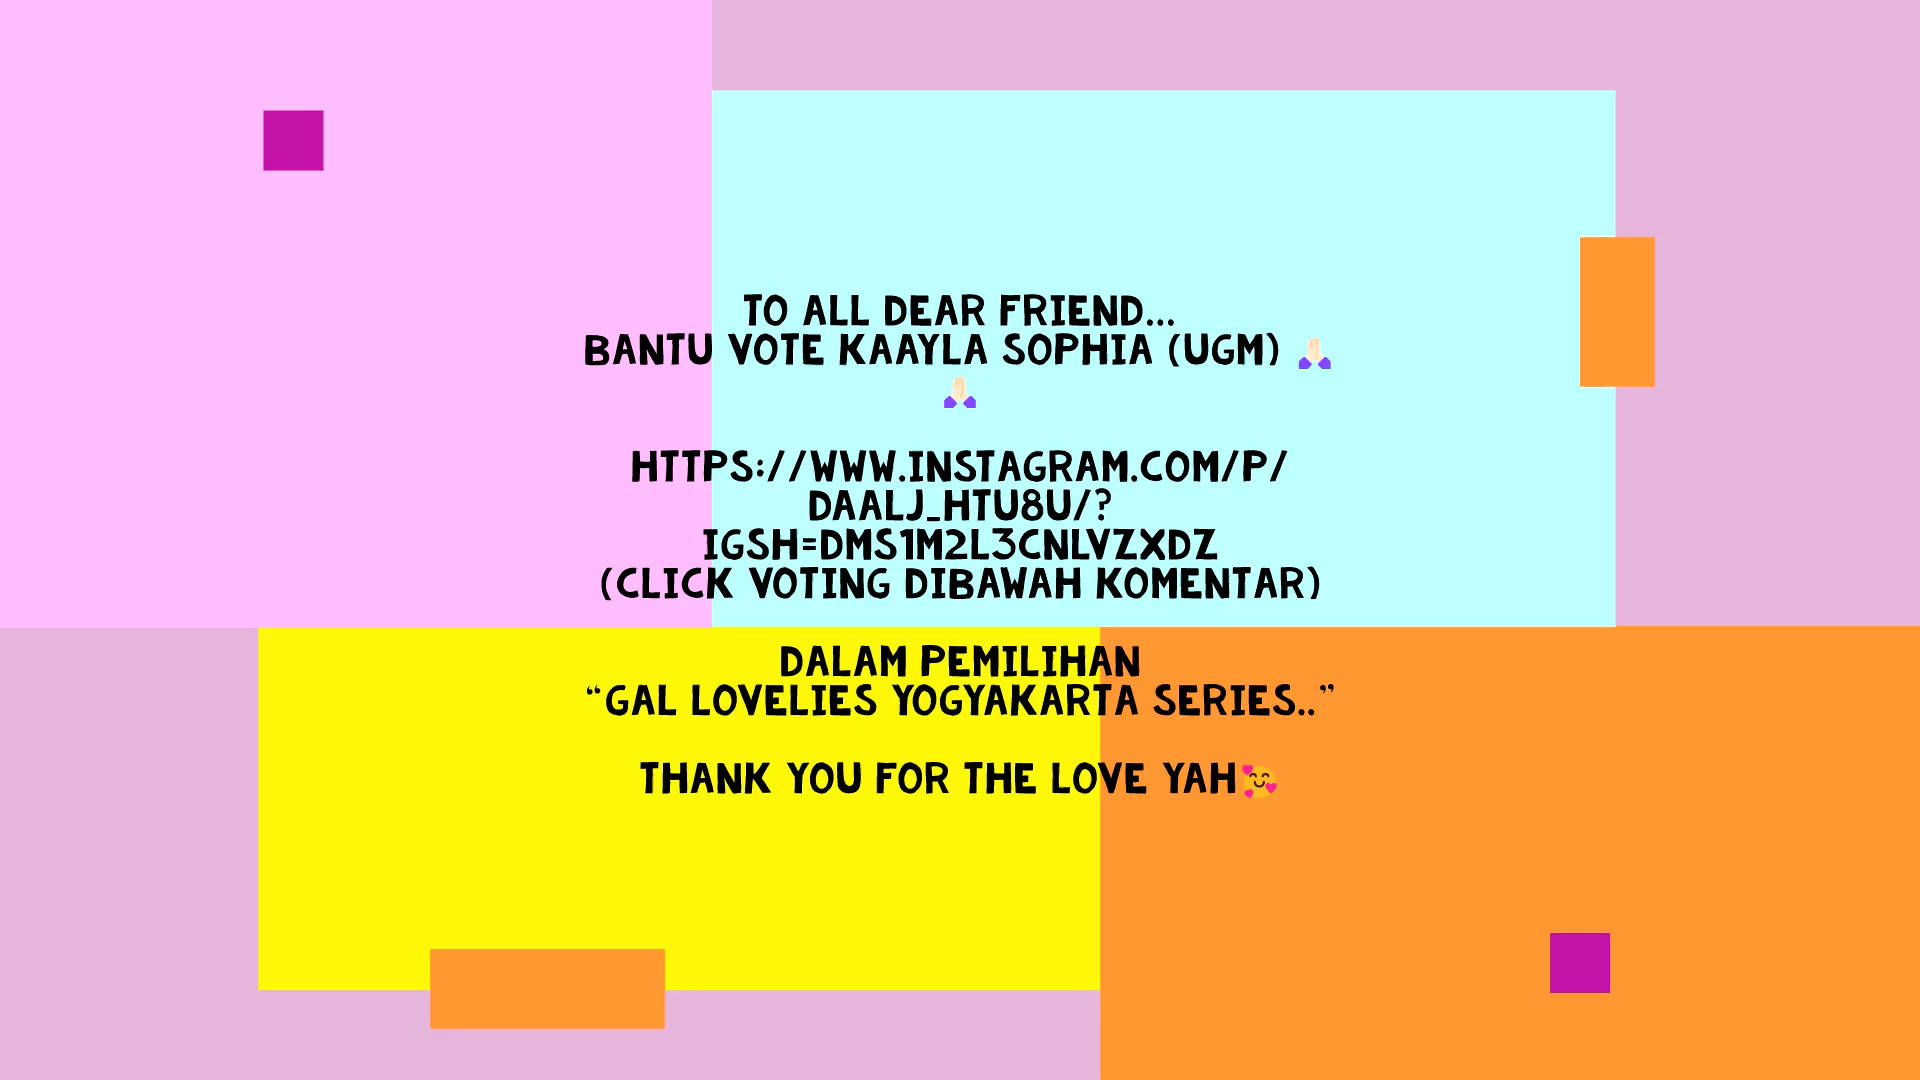 TO ALL DEAR FRIEND...
BANTU VOTE KAAYLA SOPHIA (UGM) 🙏🏻
🙏🏻
HTTPS://WWW.INSTAGRAM.COM/P/
DAALJ_HTU8U/?
IGSH=DMS1M2L3CNLVZXDZ
(CLICK VOTING DIBAWAH KOMENTAR)
DALAM PEMILIHAN
“GAL LOVELIES YOGYAKARTA SERIES..”
THANK YOU FOR THE LOVE YAH🥰